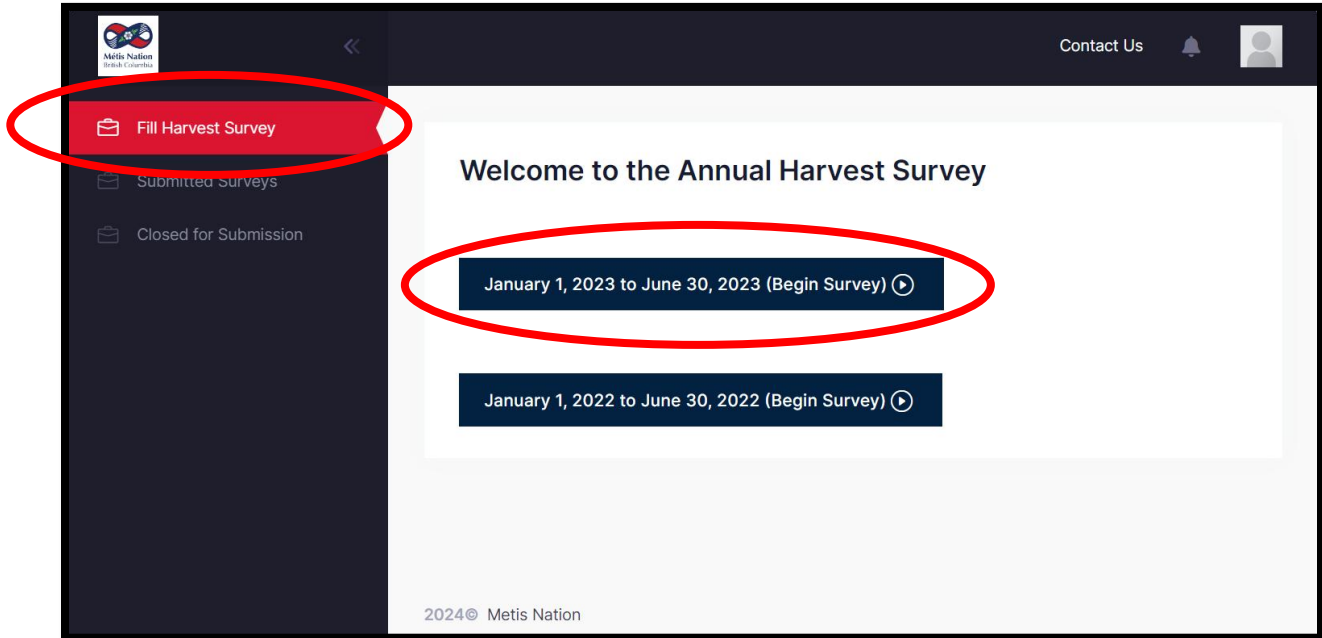 Métis Nation
British Columbia
Contact Us
Fill Harvest Survey
Submitted Surveys
Closed for Submission
Welcome to the Annual Harvest Survey
January 1, 2023 to June 30, 2023 (Begin Survey)
January 1, 2022 to June 30, 2022 (Begin Survey)
2024© Metis Nation